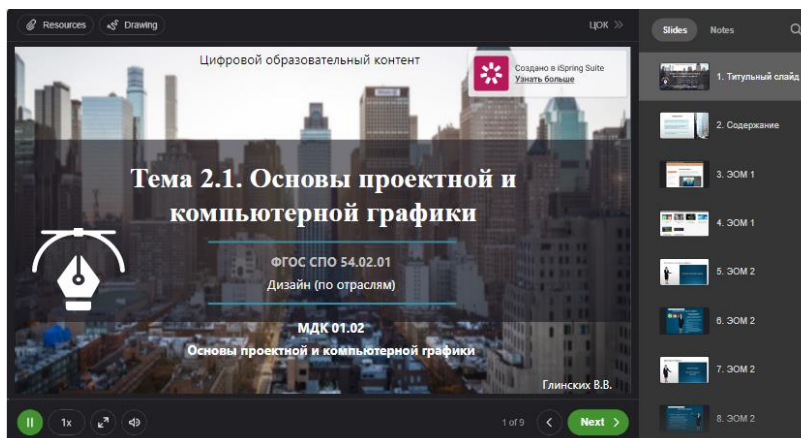 Resources
Drawing
ЦОК
Цифровой образовательный контент
Создано в iSpring Suite
Узнать больше
Тема 2.1. Основы проектной и
компьютерной графики
ФГОС СПО 54.02.01
Дизайн (по отраслям)
МДК 01.02
Основы проектной и компьютерной графики
Глинских В.В.
1x
1 of 9
Next
Slides
Notes
1. Титульный слайд
2. Содержание
3. ЭОМ 1
4. ЭОМ 1
5. ЭОМ 2
6. ЭОМ 2
7. ЭОМ 2
8. ЭОМ 2